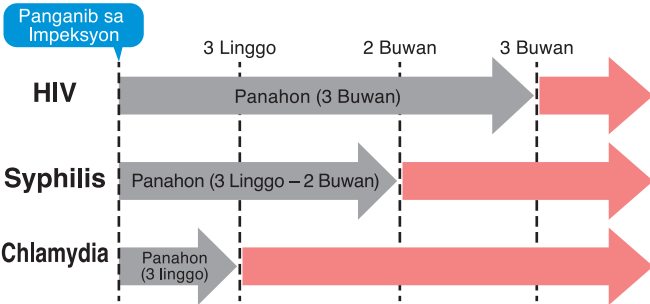 Panganib sa
Impeksyon
3 Linggo
2 Buwan
3 Buwan
HIV
Panahon (3 Buwan)
Syphilis
Panahon (3 Linggo – 2 Buwan)
Chlamydia
Panahon
(3 linggo)